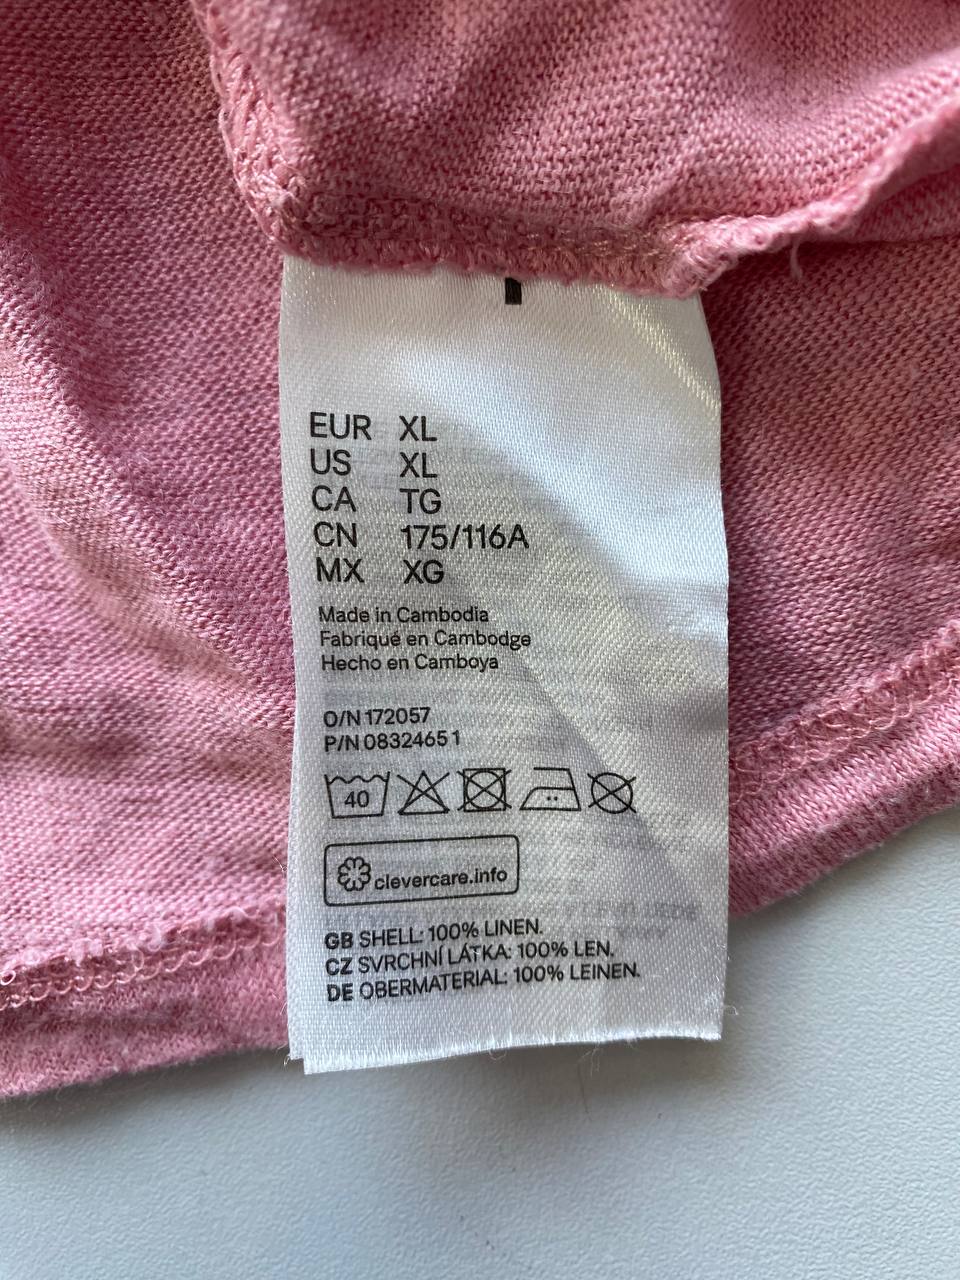 EUR XL
US XL
CA TG
CN 175/116A
MX XG
Made in Cambodia
Fabriqué en Cambodge
Hecho en Camboya
O/N 172057
P/N 08324651
40
clevercare.info
GB SHELL: 100% LINEN.
CZ SVRCHNÍ LÁTKA: 100% LEN.
DE OBERMATERIAL: 100% LEINEN.